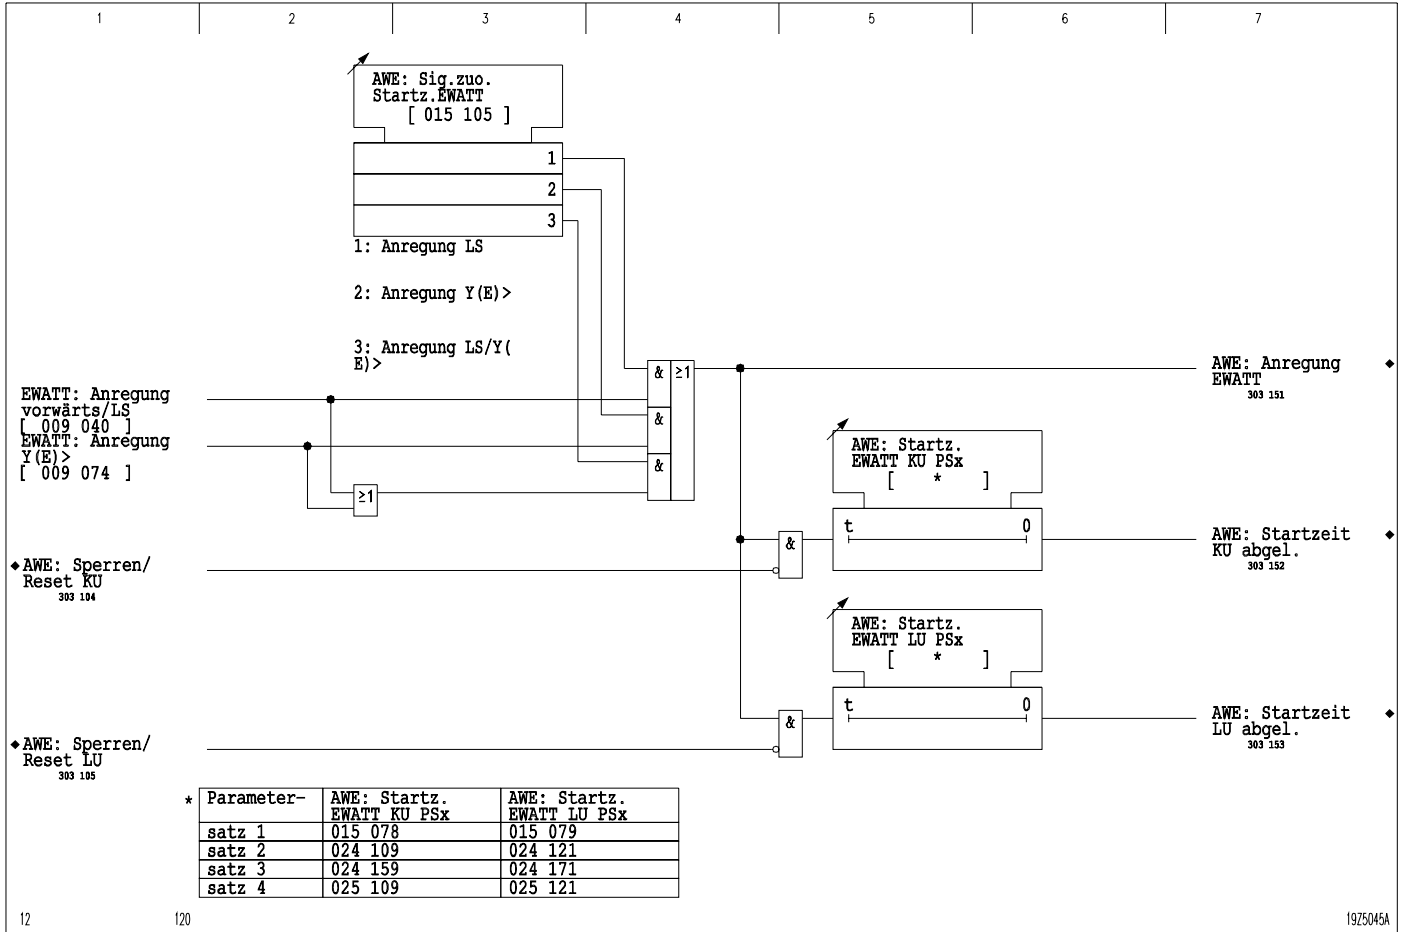 1 2 3 4 5 6 7
AWE: Sig.zuo.
Startz.EWATT
[ 015 105 ]
1
2
3
1: Anregung LS
2: Anregung Y(E)>
3: Anregung LS/Y(
E)>
& ≥1
&
&
≥1
EWATT: Anregung
vorwärts/LS
[ 009 040 ]
EWATT: Anregung
Y(E)>
[ 009 074 ]
AWE: Anregung
EWATT
303 151
AWE: Startz.
EWATT KU PSx
[ * ]
t 0
&
AWE: Startzeit
KU abgel.
303 152
AWE: Sperren/
Reset KU
303 104
AWE: Startz.
EWATT LU PSx
[ * ]
t 0
&
AWE: Startzeit
LU abgel.
303 153
AWE: Sperren/
Reset LU
303 105
* Parameter- AWE: Startz. AWE: Startz.
EWATT KU PSx EWATT LU PSx
satz 1 015 078 015 079
satz 2 024 109 024 121
satz 3 024 159 024 171
satz 4 025 109 025 121
12 120 19Z5045A